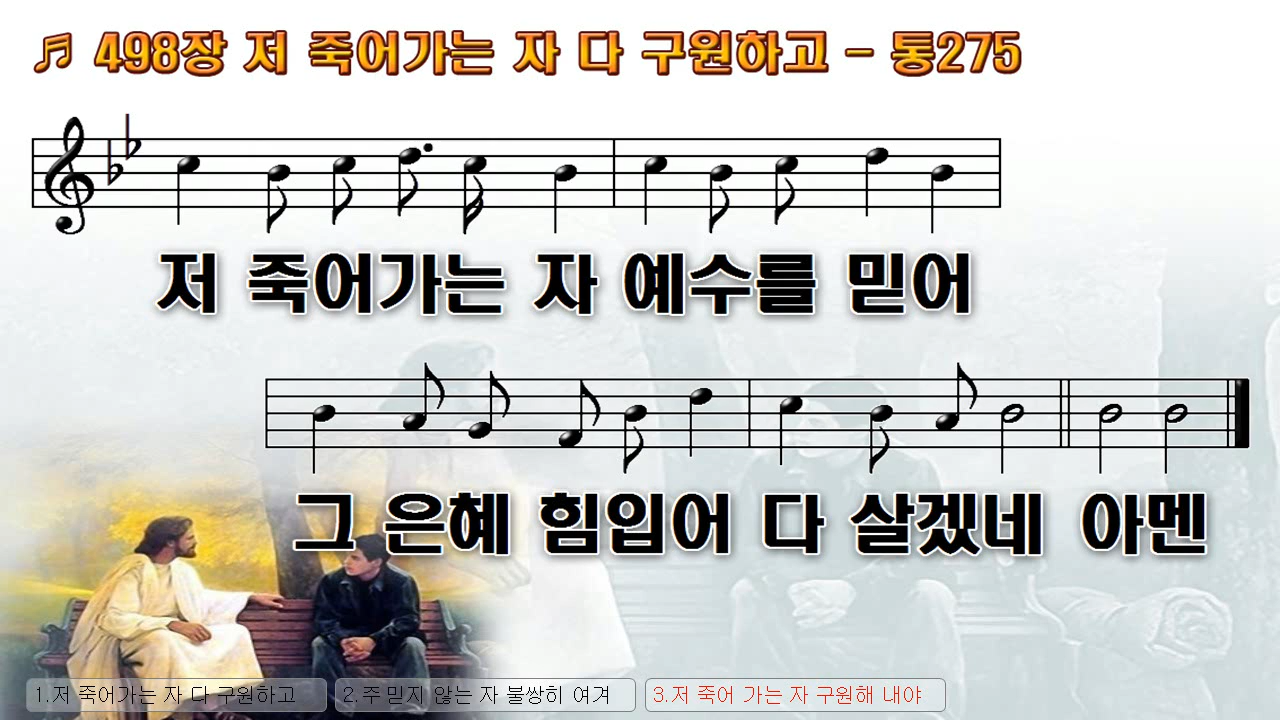 ♬ 498장 저 죽어가는 자 다 구원하고 - 통275
저 죽어가는 자 예수를 믿어
그 은혜 힘입어 다 살겠네 아멘
1.저 죽어가는 자 다 구원하고
2.주 믿지 않는 자 불쌍히 여겨
3.저 죽어 가는 자 구원해 내야